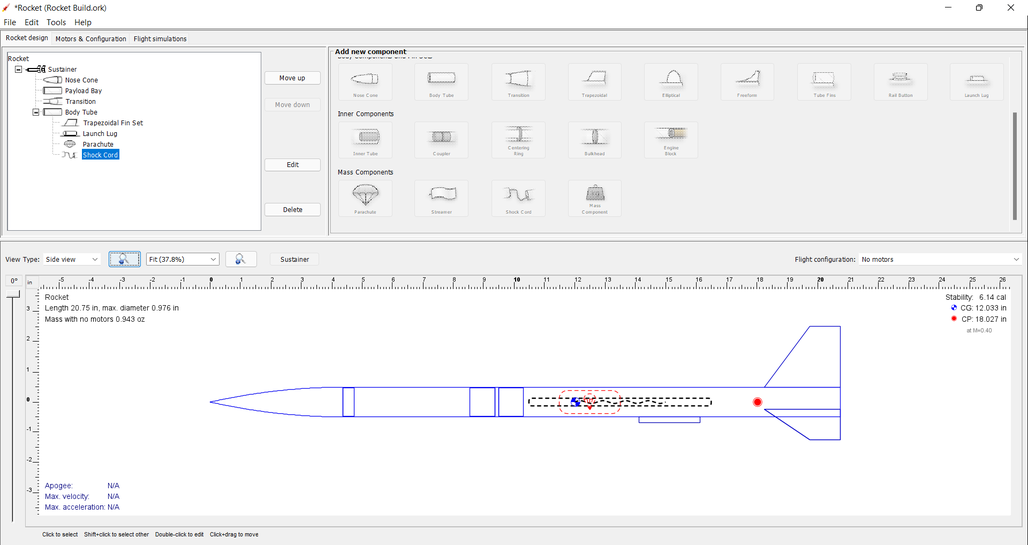 *Rocket (Rocket Build.ork)
File Edit Tools Help
Rocket design Motors & Configuration Flight simulations
Rocket
Sustainer
Nose Cone
Payload Bay
Transition
Body Tube
Trapezoidal Fin Set
Launch Lug
Parachute
Shock Cord
Move up
Move down
Edit
Delete
Add new component
Nose Cone Body Tube Transition Trapezoidal Elliptical Freeform Tube Fins Rail Button Launch Lug
Inner Components
Inner Tube Coupler Centering Ring Bulkhead Engine Block
Mass Components
Parachute Streamer Shock Cord Mass Component
View Type: Side view Fit (37.8%) Sustainer Flight configuration: No motors
0° in -5 -4 -3 -2 -1 0 1 2 3 4 5 6 7 8 9 10 11 12 13 14 15 16 17 18 19 20 21 22 23 24 25 26
3
2
1
0
-1
-2
-3
Rocket
Length 20.75 in, max. diameter 0.976 in
Mass with no motors 0.943 oz
Stability: 6.14 cal
CG: 12.033 in
CP: 18.027 in
at M=0.40
Apogee: N/A
Max. velocity: N/A
Max. acceleration: N/A
Click to select Shift+click to select other Double-click to edit Click+drag to move